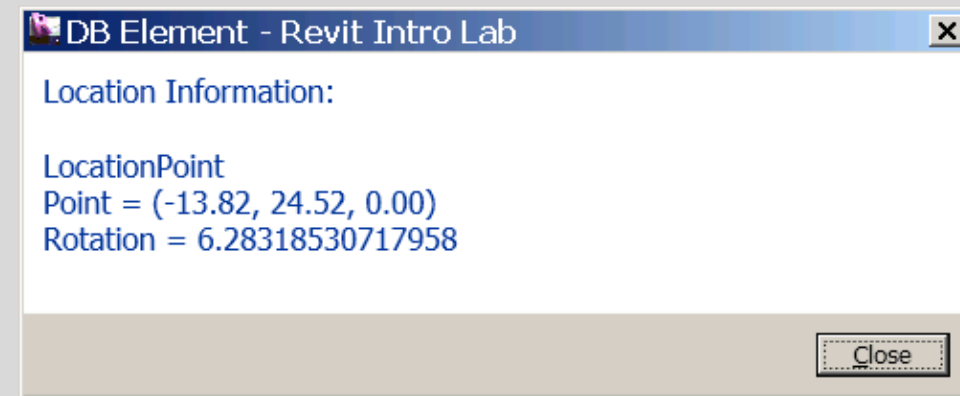 DB Element - Revit Intro Lab
Location Information:
LocationPoint
Point = (-13.82, 24.52, 0.00)
Rotation = 6.28318530717958
Close